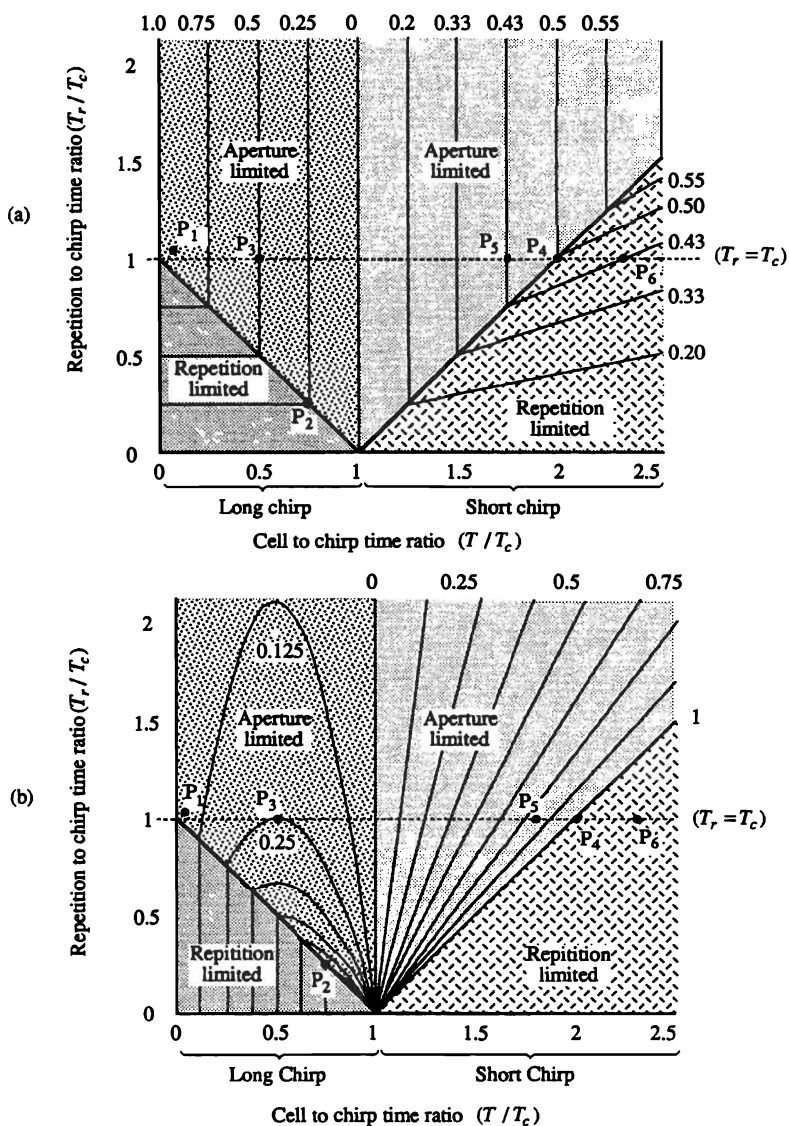 1.0 0.75 0.5 0.25 0 0.2 0.33 0.43 0.5 0.55
2
Aperture
limited
Aperture
limited
1.5
0.55
0.50
(a)
P1
P3
P5
P4
0.43
1
P6
(Tr = Tc)
0.33
0.5
Repetition
limited
0.20
P2
Repetition
limited
0
0 0.5 1 1.5 2 2.5
Long chirp
Short chirp
Cell to chirp time ratio (T / Tc)
Repetition to chirp time ratio (Tr / Tc)
0 0.25 0.5 0.75
2
0.125
Aperture
limited
Aperture
limited
1.5
1
(b)
P1
P3
P5
1
0.25
P4
P6
(Tr = Tc)
0.5
Repitition
limited
P2
Repetition
limited
0
0 0.5 1 1.5 2 2.5
Long Chirp
Short Chirp
Cell to chirp time ratio (T / Tc)
Repetition to chirp time ratio (Tr / Tc)